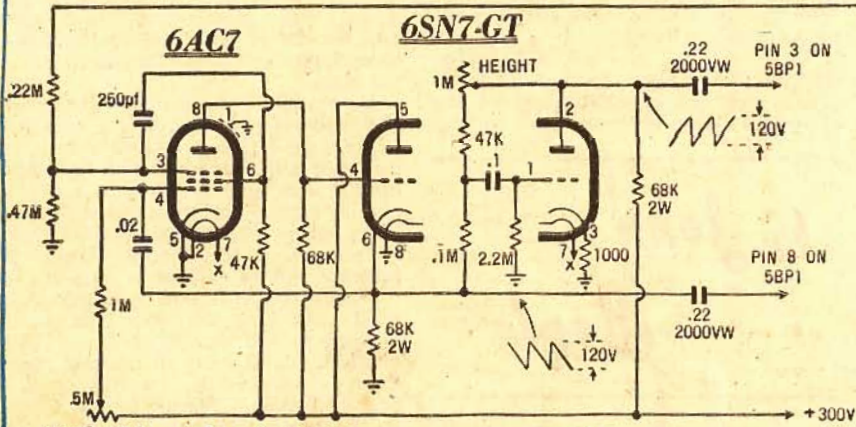 6AC7
6SN7-GT
.22M
250pf
8
1
3
6
4
5
2
7
X
.47M
.02
47K
68K
1M
.5M
5
4
6
8
1M
HEIGHT
47K
.1
1
.1M
2.2M
2
3
7
X
1000
68K
2W
.22
2000VW
PIN 3 ON
5BP1
120V
68K
2W
PIN 8 ON
5BP1
.22
2000VW
120V
+300V